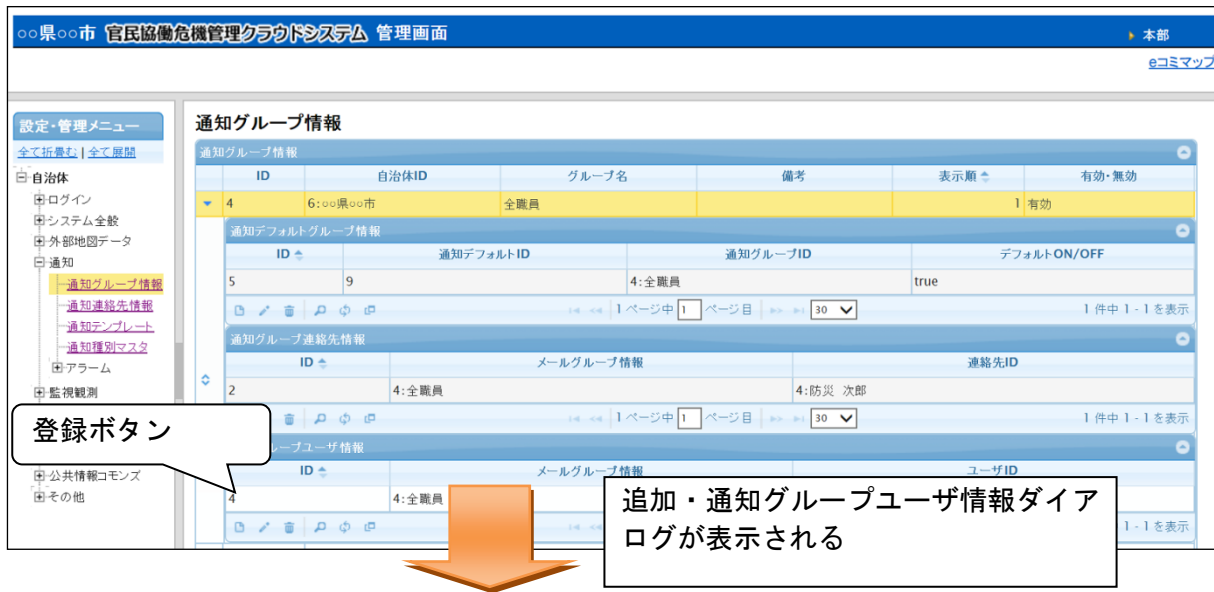 ○○県○○市 官民協働危機管理クラウドシステム 管理画面
本部
eコミマップ
設定・管理メニュー
全て折畳む | 全て展開
自治体
ログイン
システム全般
外部地図データ
通知
通知グループ情報
通知連絡先情報
通知テンプレート
通知種別マスタ
アラーム
監視観測
公共情報コモンズ
その他
通知グループ情報
通知グループ情報
ID 自治体ID グループ名 備考 表示順 有効・無効
4 6:○○県○○市 全職員 1 有効
通知デフォルトグループ情報
ID 通知デフォルトID 通知グループID デフォルトON/OFF
5 9 4:全職員 true
1 ページ中 1 ページ目 30 1 件中 1 - 1 を表示
通知グループ連絡先情報
ID メールグループ情報 連絡先ID
2 4:全職員 4:防災 次郎
1 ページ中 1 ページ目 30 1 件中 1 - 1 を表示
ループユーザ情報
ID メールグループ情報 ユーザID
4 4:全職員
1 - 1 を表示
登録ボタン
追加・通知グループユーザ情報ダイア
ログが表示される